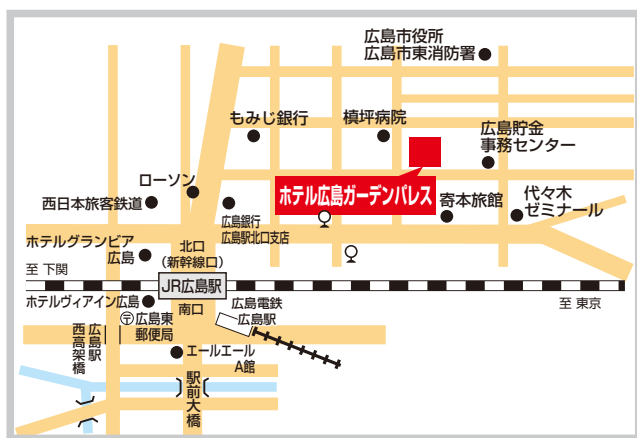 広島市役所
広島市東消防署
もみじ銀行
槙坪病院
広島貯金
事務センター
ローソン
ホテル広島ガーデンパレス
西日本旅客鉄道
広島銀行
広島駅北口支店
寄本旅館
代々木
ゼミナール
ホテルグランビア
広島
北口
(新幹線口)
至 下関
JR広島駅
ホテルヴィアイン広島
南口
広島電鉄
広島駅
至 東京
〒広島東
郵便局
広島駅
西高架橋
エールエール
A館
駅前大橋